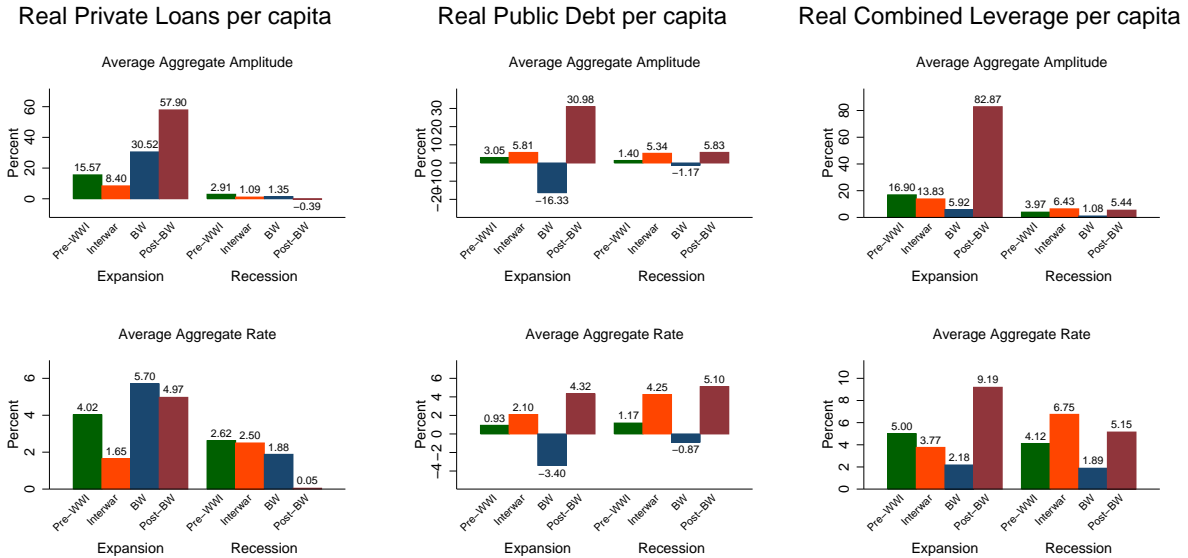 Real Private Loans per capita
Average Aggregate Amplitude
Percent
0 20 40 60
15.57 8.40 30.52 57.90 2.91 1.09 1.35 −0.39
Pre−WWI Interwar BW Post−BW Pre−WWI Interwar BW Post−BW
Expansion Recession
Average Aggregate Rate
Percent
0 2 4 6
4.02 1.65 5.70 4.97 2.62 2.50 1.88 0.05
Pre−WWI Interwar BW Post−BW Pre−WWI Interwar BW Post−BW
Expansion Recession
Real Public Debt per capita
Average Aggregate Amplitude
Percent
−20 −10 0 10 20 30
3.05 5.81 −16.33 30.98 1.40 5.34 −1.17 5.83
Pre−WWI Interwar BW Post−BW Pre−WWI Interwar BW Post−BW
Expansion Recession
Average Aggregate Rate
Percent
−4 −2 0 2 4 6
0.93 2.10 −3.40 4.32 1.17 4.25 −0.87 5.10
Pre−WWI Interwar BW Post−BW Pre−WWI Interwar BW Post−BW
Expansion Recession
Real Combined Leverage per capita
Average Aggregate Amplitude
Percent
0 20 40 60 80
16.90 13.83 5.92 82.87 3.97 6.43 1.08 5.44
Pre−WWI Interwar BW Post−BW Pre−WWI Interwar BW Post−BW
Expansion Recession
Average Aggregate Rate
Percent
0 2 4 6 8 10
5.00 3.77 2.18 9.19 4.12 6.75 1.89 5.15
Pre−WWI Interwar BW Post−BW Pre−WWI Interwar BW Post−BW
Expansion Recession